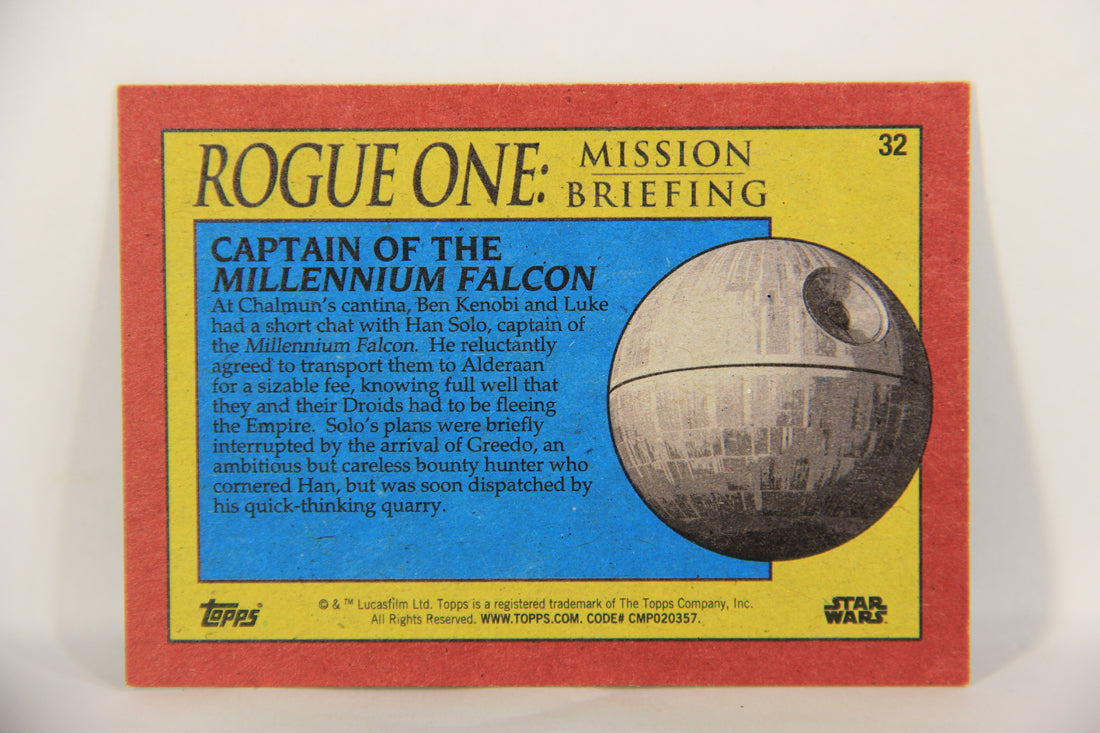 32
ROGUE ONE: MISSION BRIEFING
CAPTAIN OF THE
MILLENNIUM FALCON
At Chalmun's cantina, Ben Kenobi and Luke
had a short chat with Han Solo, captain of
the Millennium Falcon. He reluctantly
agreed to transport them to Alderaan
for a sizable fee, knowing full well that
they and their Droids had to be fleeing
the Empire. Solo's plans were briefly
interrupted by the arrival of Greedo, an
ambitious but careless bounty hunter who
cornered Han, but was soon dispatched by
his quick-thinking quarry.
Topps®
© & ™ Lucasfilm Ltd. Topps is a registered trademark of The Topps Company, Inc.
All Rights Reserved. WWW.TOPPS.COM. CODE# CMP020357.
STAR
WARS